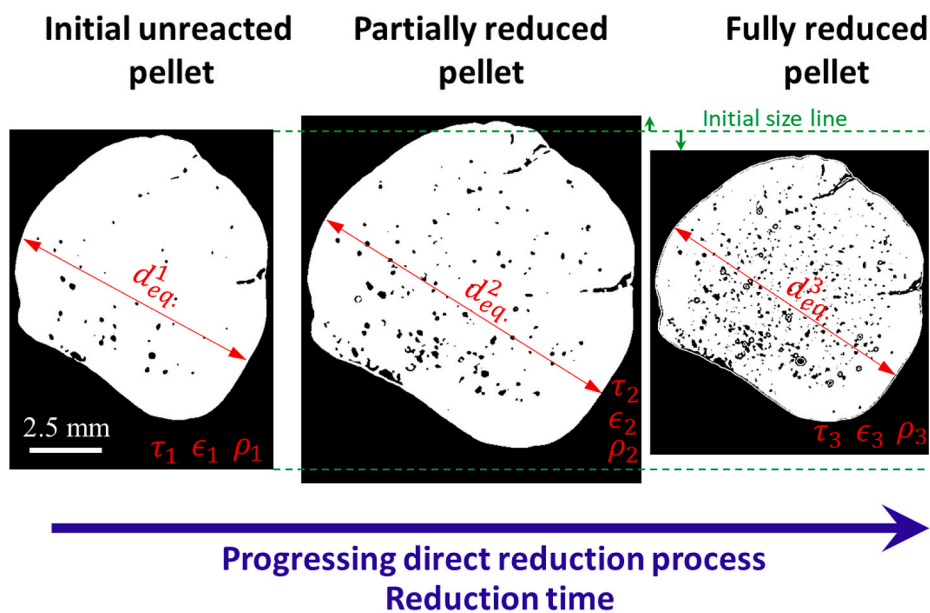 Initial unreacted
pellet
Partially reduced
pellet
Fully reduced
pellet
Initial size line
d¹eq.
d²eq.
d³eq.
2.5 mm
τ₁ ϵ₁ ρ₁
τ₂
ϵ₂
ρ₂
τ₃ ϵ₃ ρ₃
Progressing direct reduction process
Reduction time